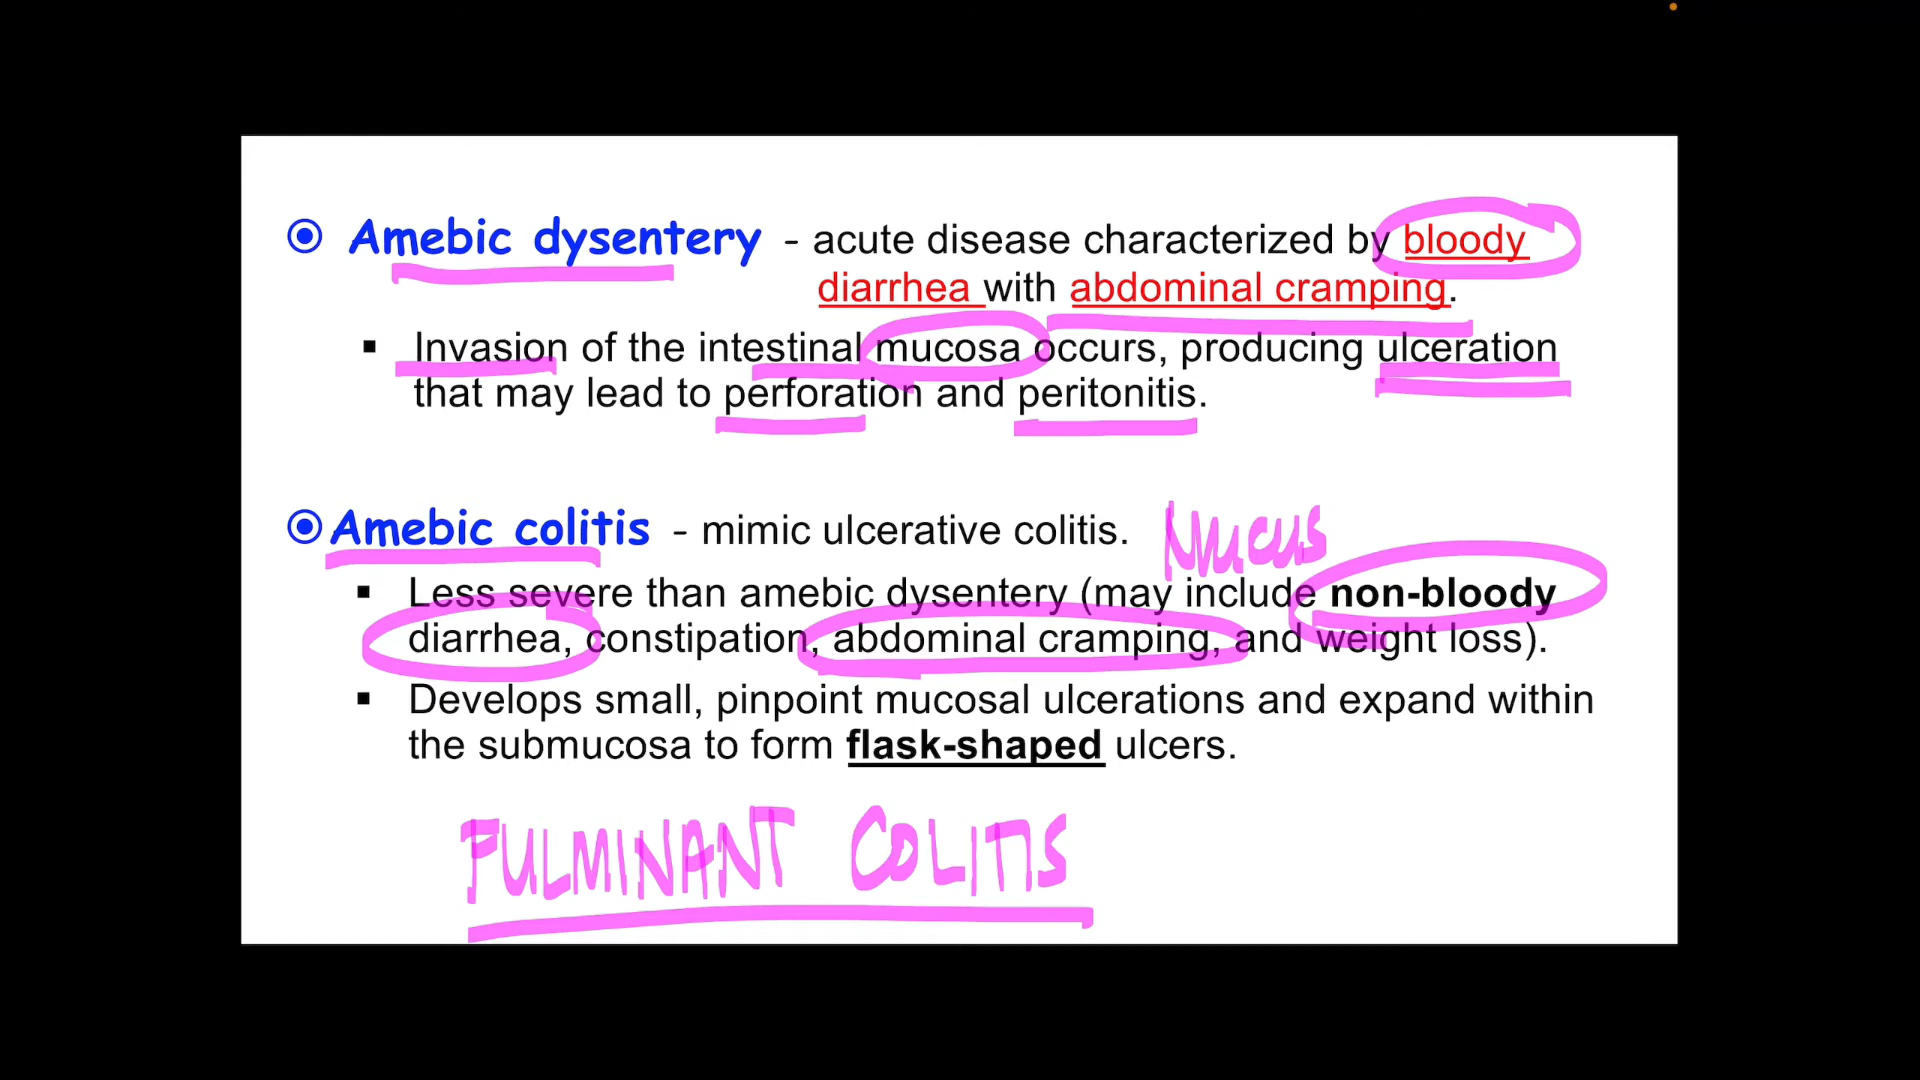 Amebic dysentery - acute disease characterized by bloody
diarrhea with abdominal cramping.
▪ Invasion of the intestinal mucosa occurs, producing ulceration
that may lead to perforation and peritonitis.
Amebic colitis - mimic ulcerative colitis.
Mucus
▪ Less severe than amebic dysentery (may include non-bloody
diarrhea, constipation, abdominal cramping, and weight loss).
▪ Develops small, pinpoint mucosal ulcerations and expand within
the submucosa to form flask-shaped ulcers.
FULMINANT COLITIS